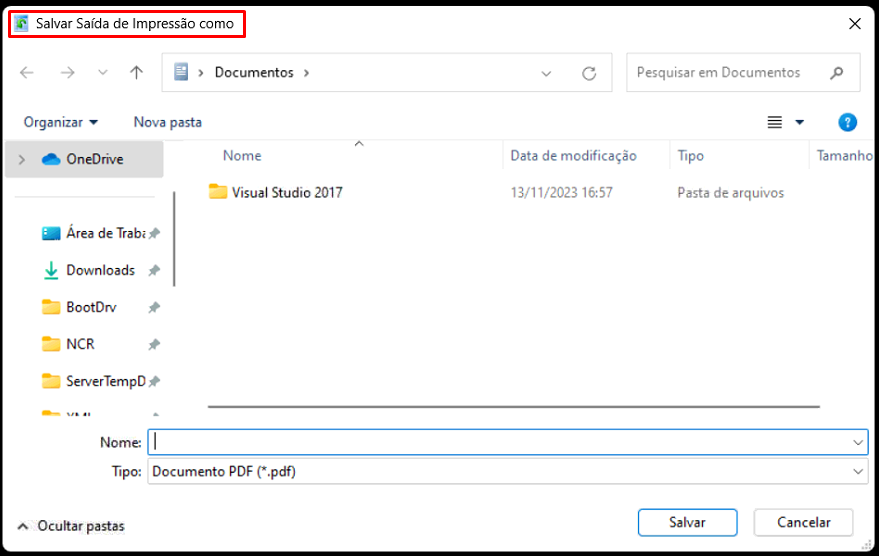 Salvar Saída de Impressão como
Documentos
Pesquisar em Documentos
Organizar
Nova pasta
?
OneDrive
Nome
Data de modificação
Tipo
Tamanho
Visual Studio 2017
13/11/2023 16:57
Pasta de arquivos
Área de Traba
Downloads
BootDrv
NCR
ServerTempD
Nome:
Tipo:
Documento PDF (*.pdf)
Ocultar pastas
Salvar
Cancelar